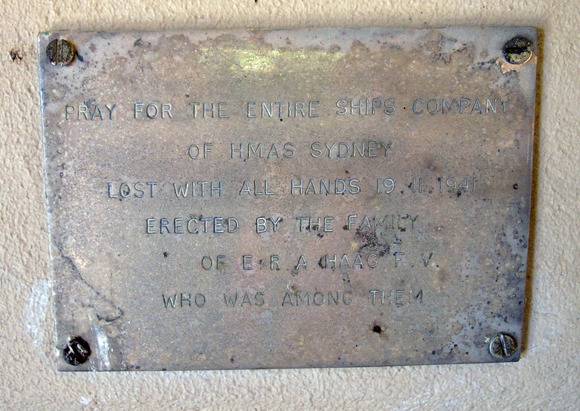 PRAY FOR THE ENTIRE SHIPS COMPANY
OF HMAS SYDNEY
LOST WITH ALL HANDS 19.11.1941
ERECTED BY THE FAMILY
OF E.R.A HAAG F.V.
WHO WAS AMONG THEM